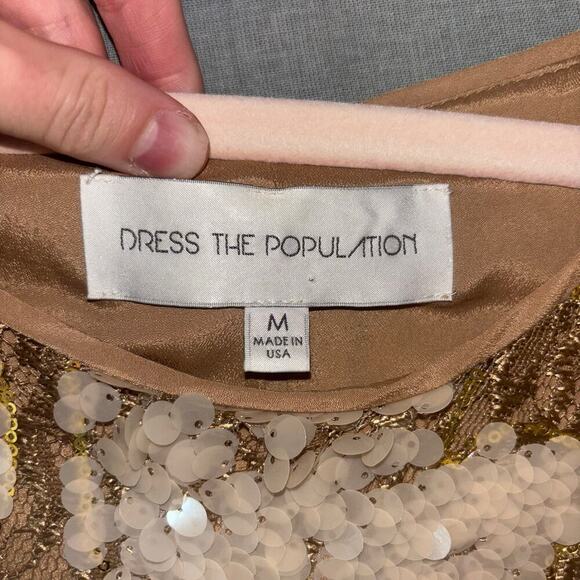 DRESS THE POPULATION
M
MADE IN
USA